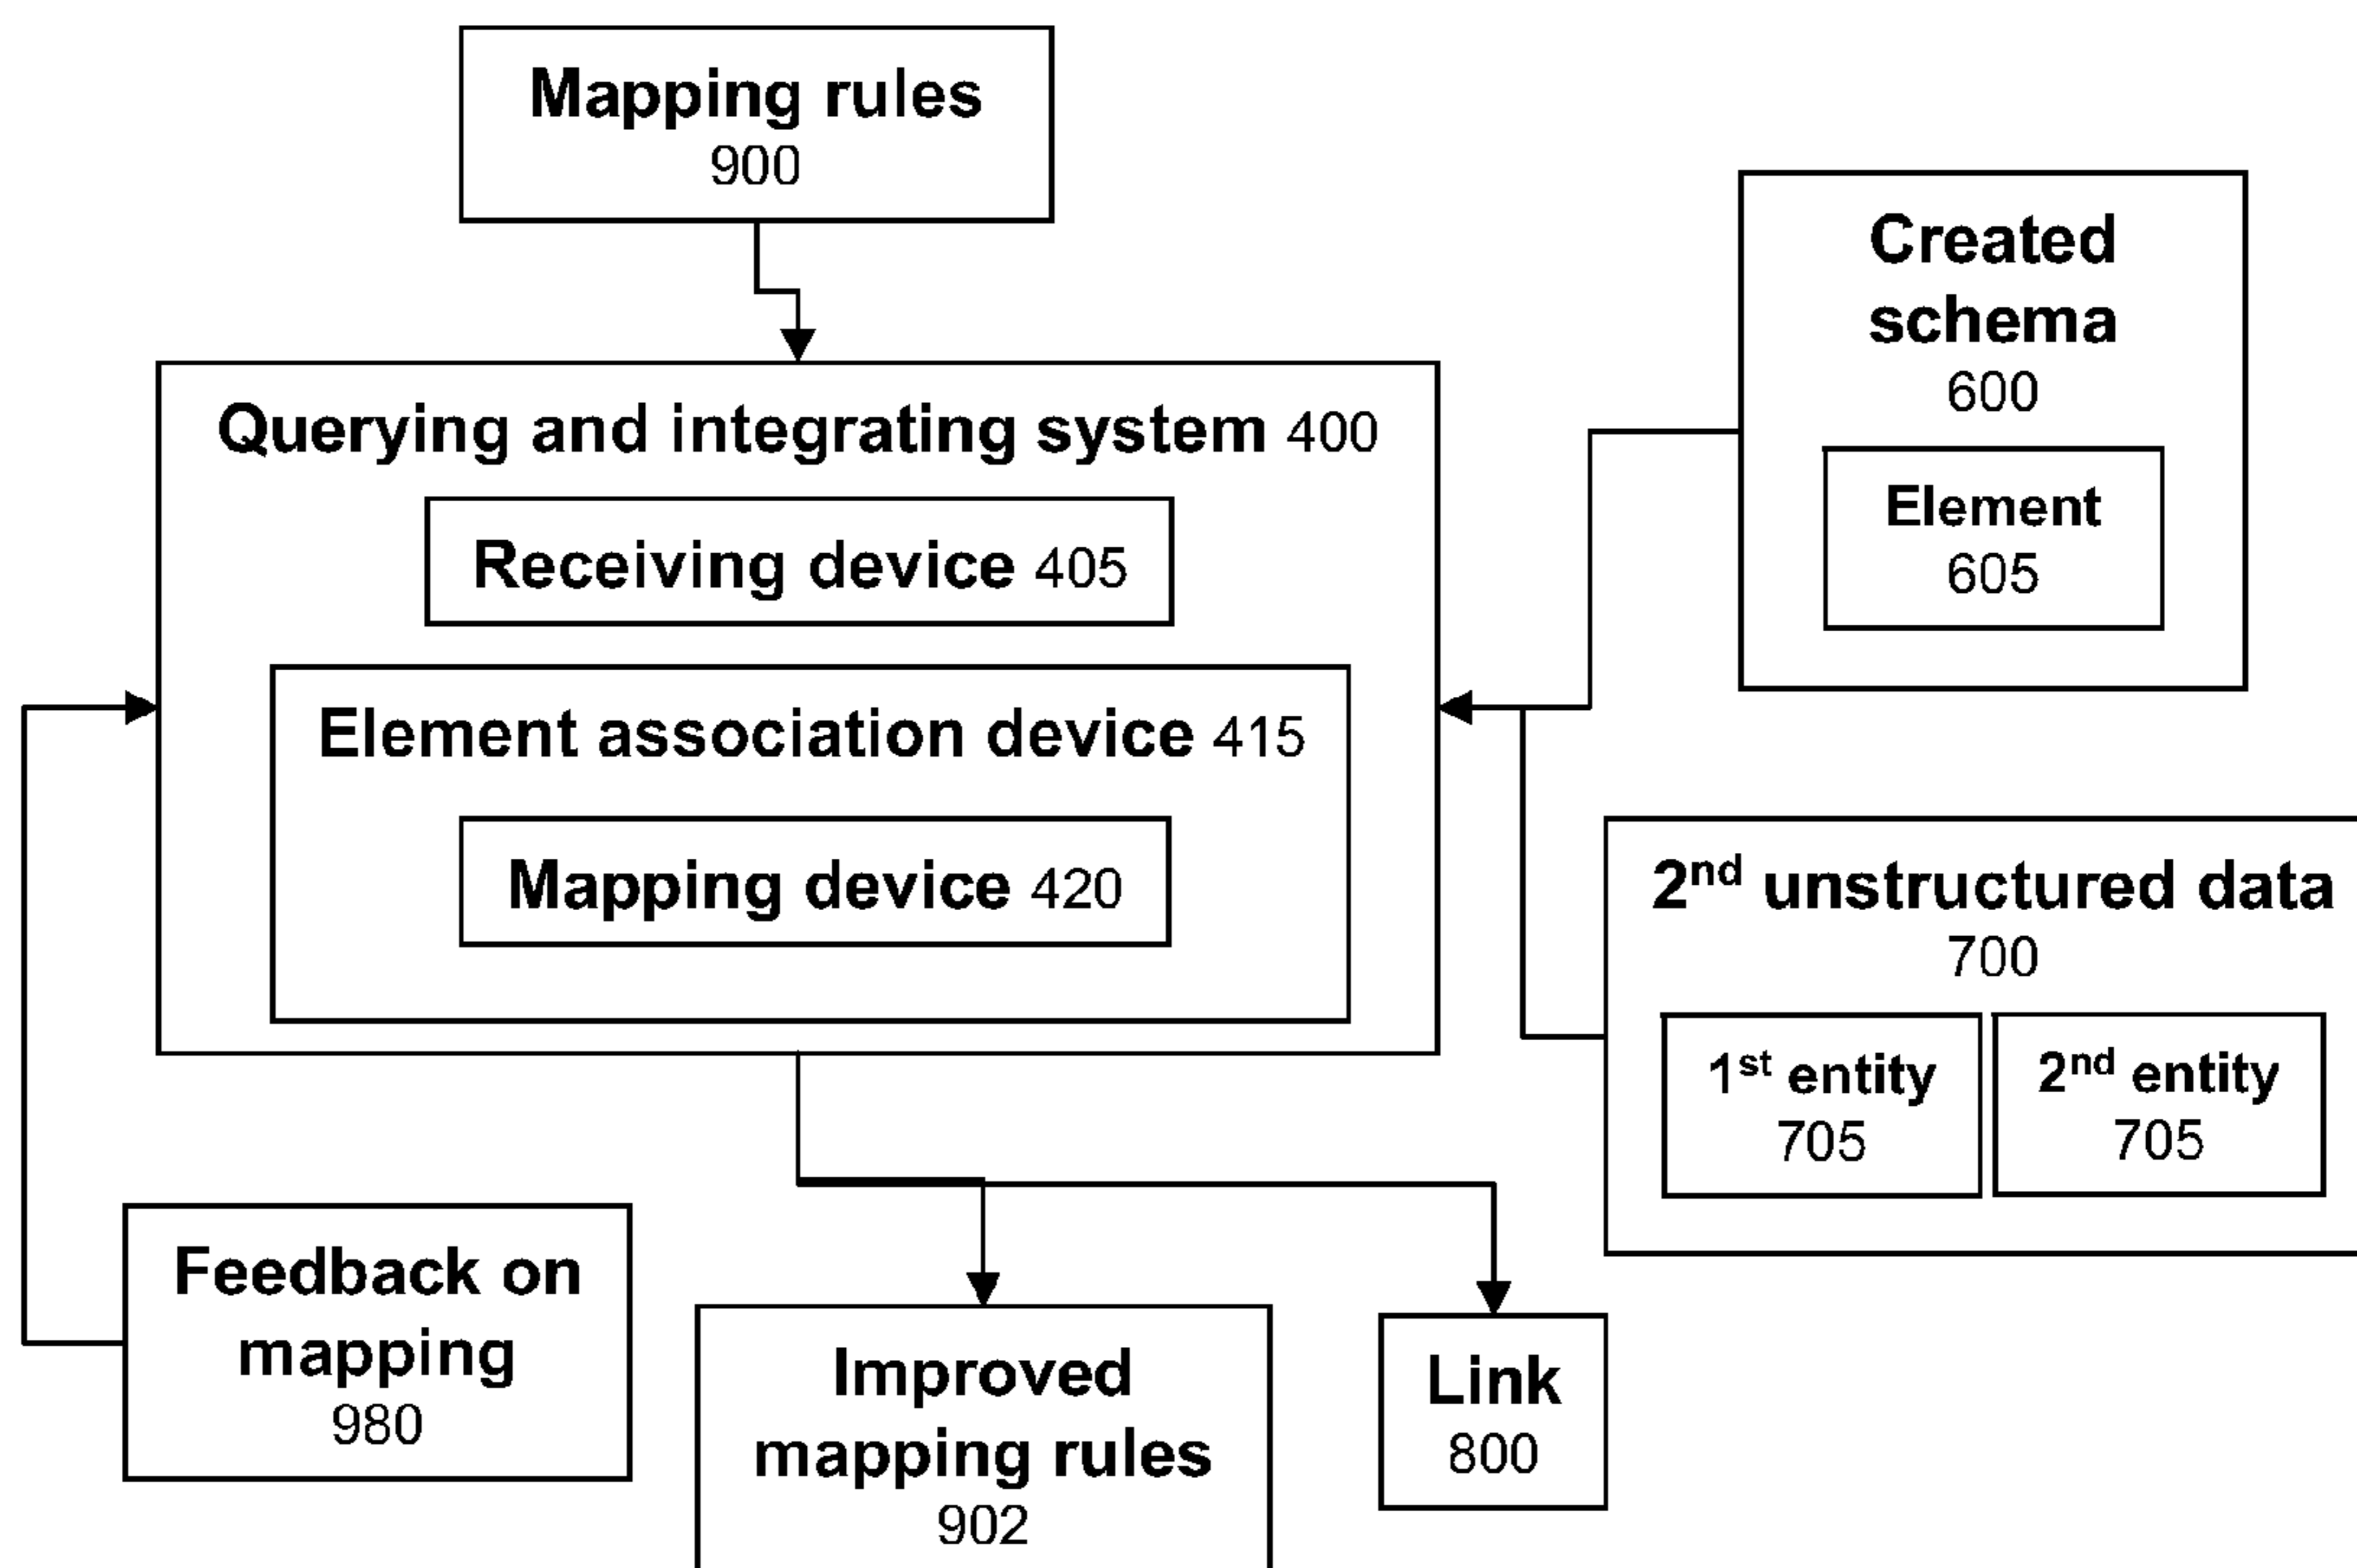 Mapping rules
900
Created
schema
600
Element
605
Querying and integrating system 400
Receiving device 405
Element association device 415
Mapping device 420
2nd unstructured data
700
1st entity
705
2nd entity
705
Feedback on
mapping
980
Improved
mapping rules
902
Link
800